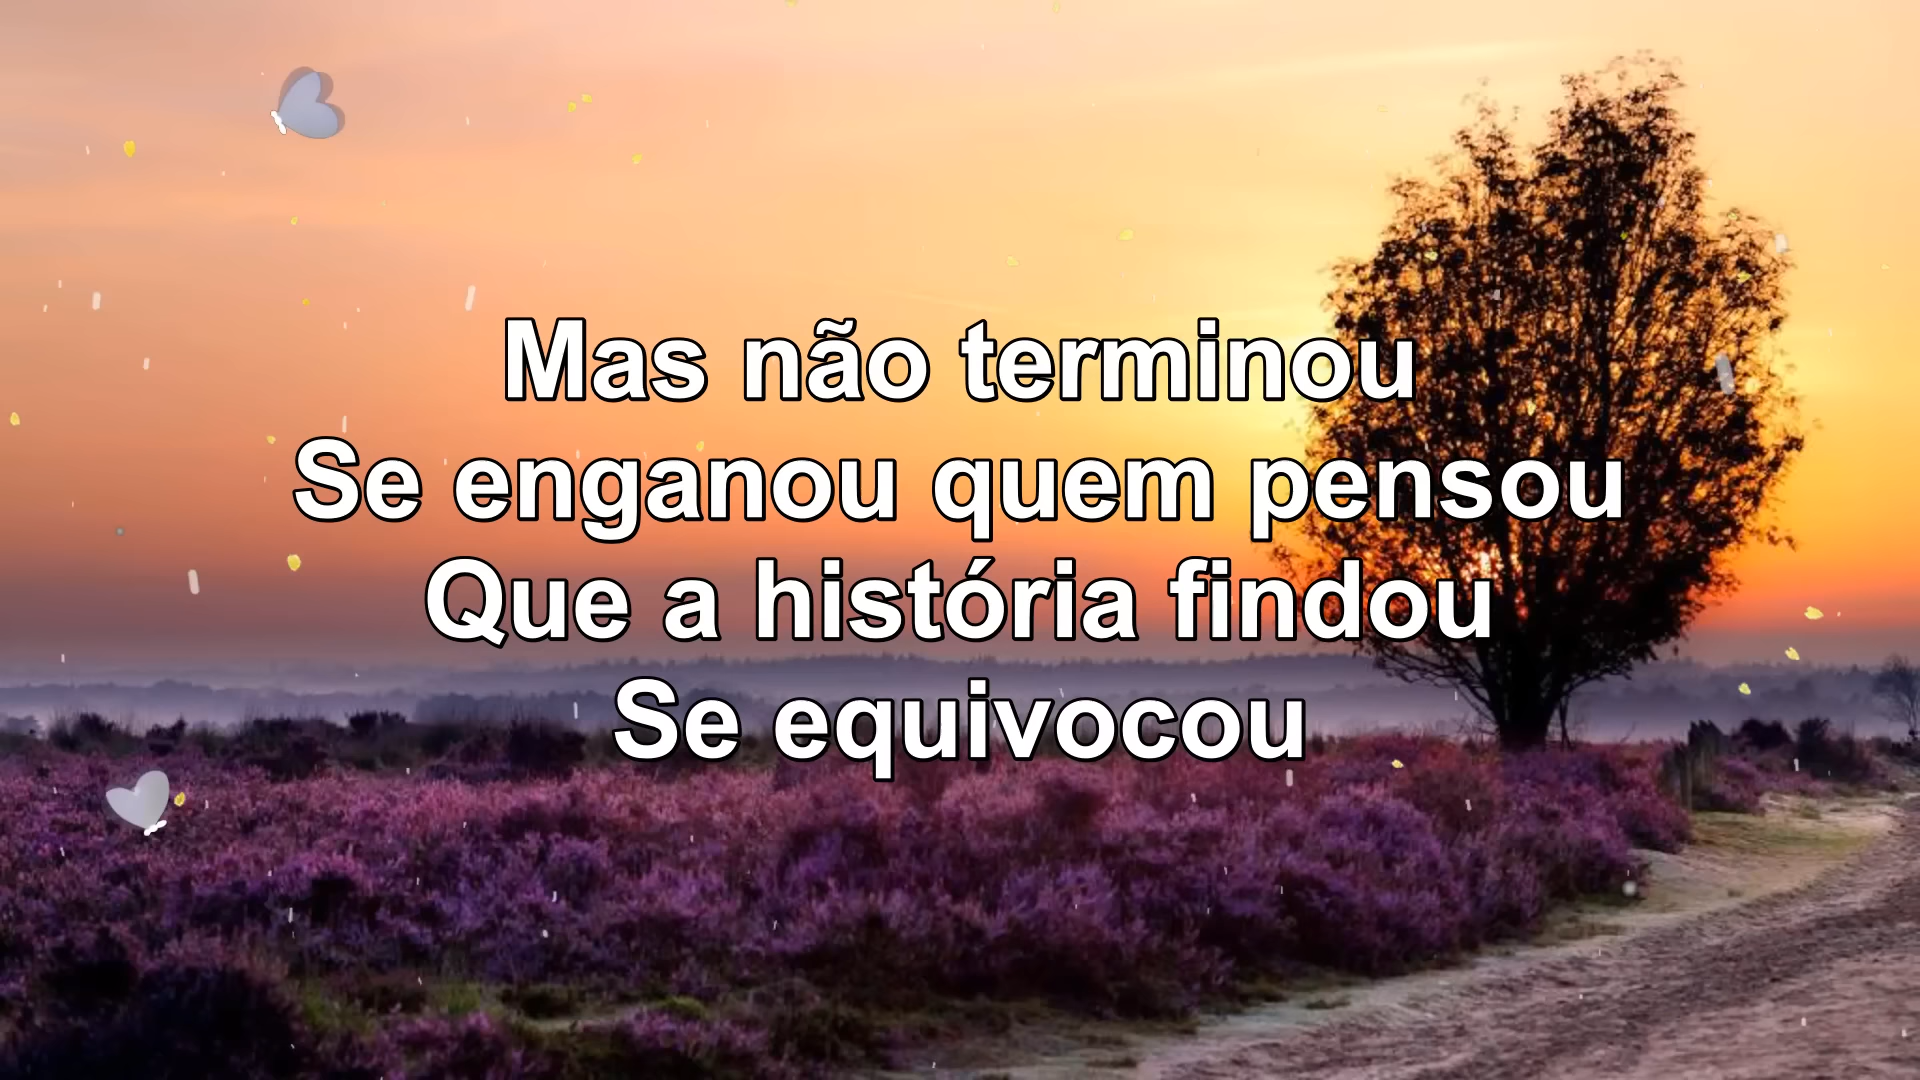 Mas não terminou
Se enganou quem pensou
Que a história findou
Se equivocou